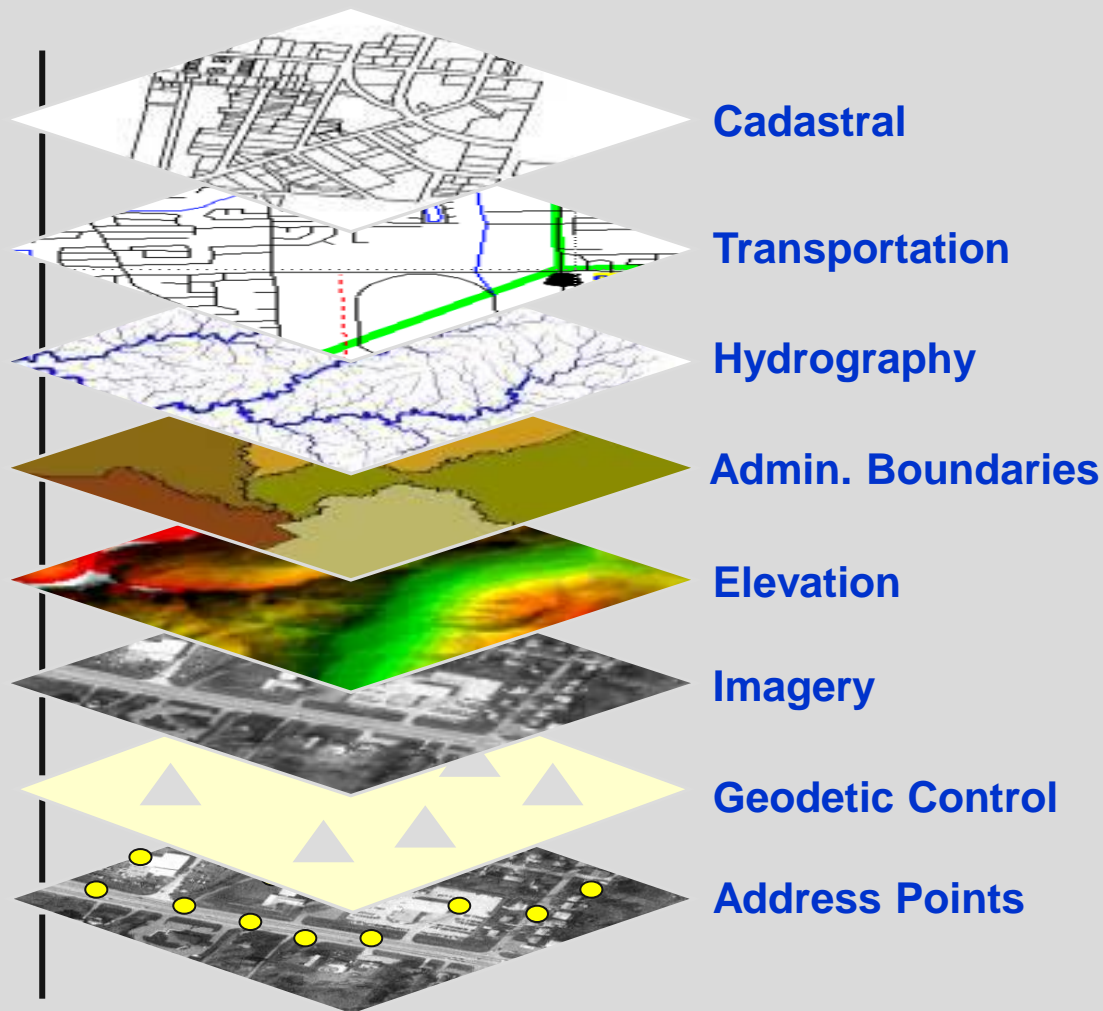 Cadastral
Transportation
Hydrography
Admin. Boundaries
Elevation
Imagery
Geodetic Control
Address Points